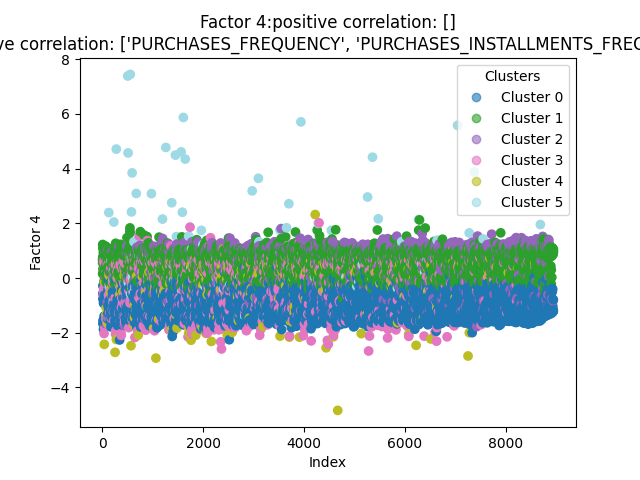 Factor 4:positive correlation: []
ve correlation: ['PURCHASES_FREQUENCY', 'PURCHASES_INSTALLMENTS_FREQ
Clusters
Cluster 0
Cluster 1
Cluster 2
Cluster 3
Cluster 4
Cluster 5
Factor 4
8
6
4
2
0
−2
−4
0 2000 4000 6000 8000
Index